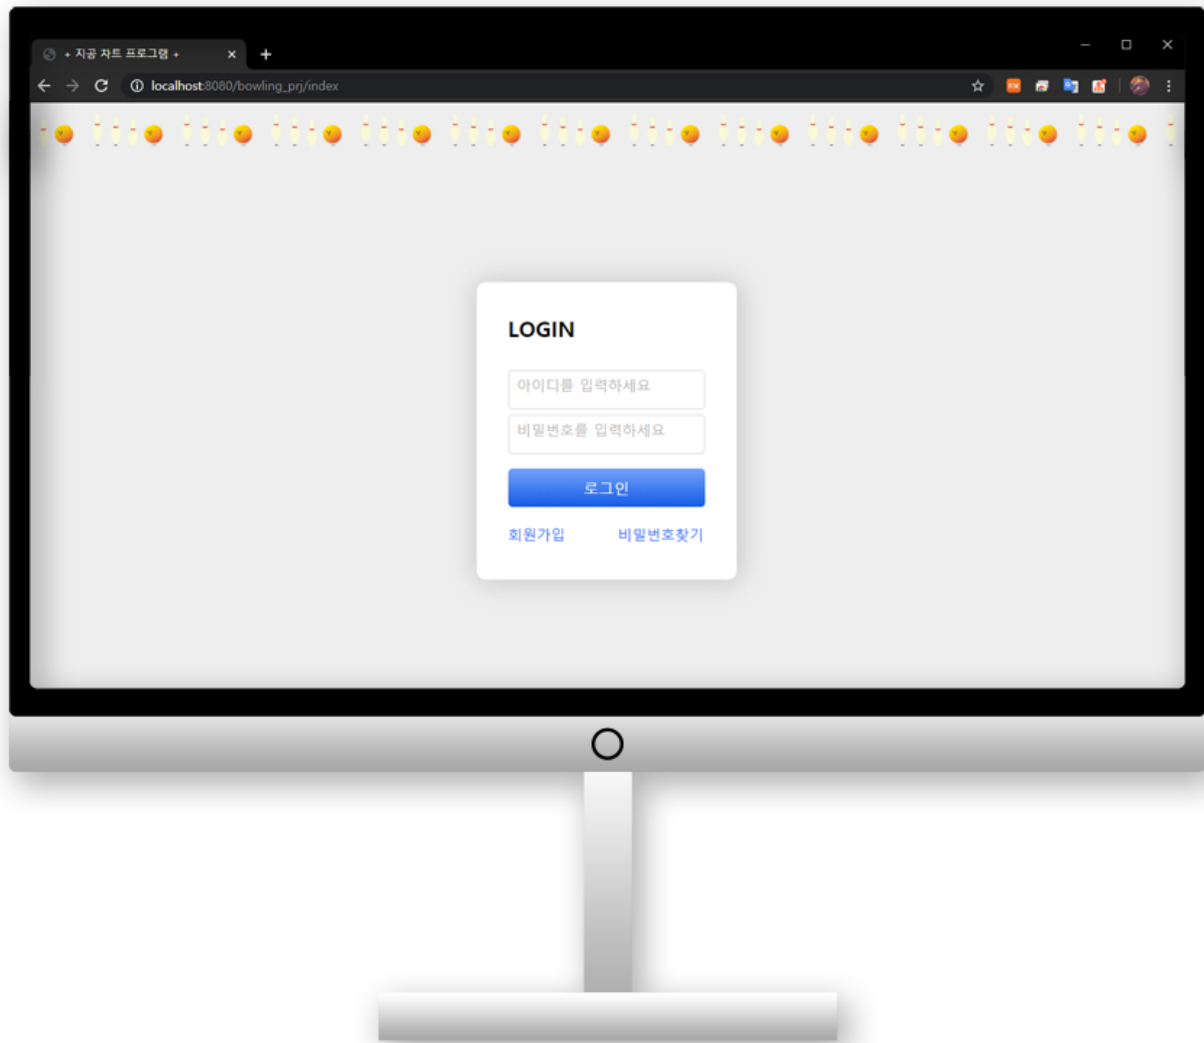 + 지공 차트 프로그램 +
localhost:8080/bowling_prj/index
LOGIN
아이디를 입력하세요
비밀번호를 입력하세요
로그인
회원가입 비밀번호찾기